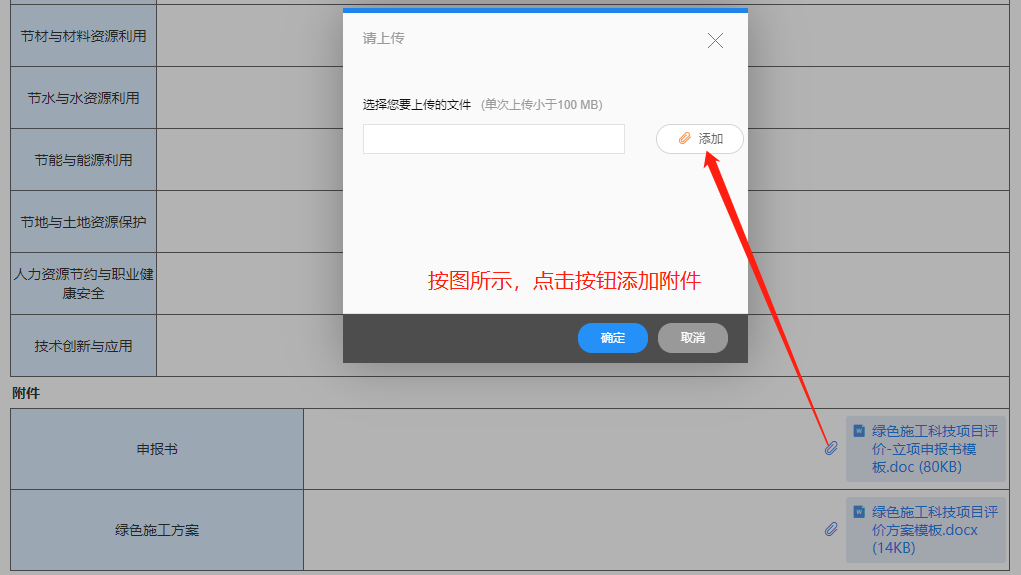 节材与材料资源利用
节水与水资源利用
节能与能源利用
节地与土地资源保护
人力资源节约与职业健
康安全
技术创新与应用
请上传
选择您要上传的文件 (单次上传小于100 MB)
添加
按图所示，点击按钮添加附件
确定
取消
附件
申报书
绿色施工科技项目评
价-立项申报书模
板.doc (80KB)
绿色施工方案
绿色施工科技项目评
价方案模板.docx
(14KB)